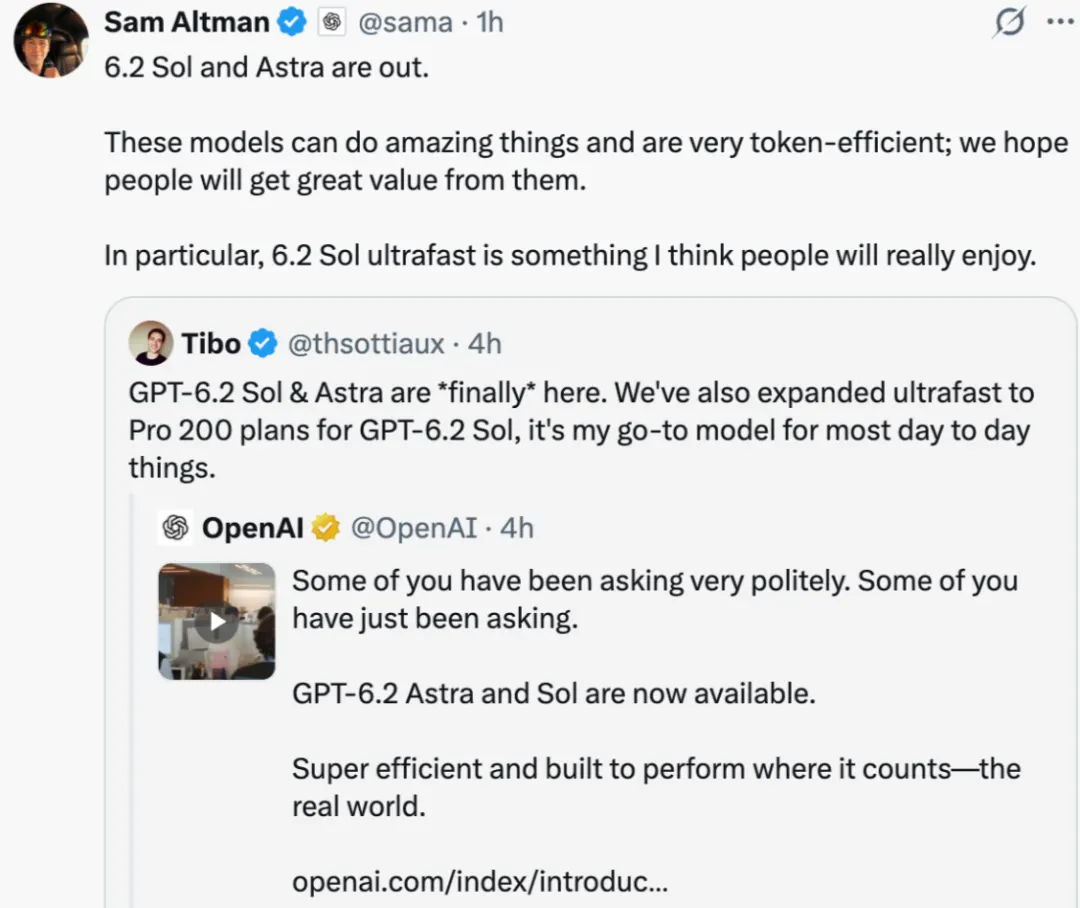 Sam Altman @sama · 1h
6.2 Sol and Astra are out.
These models can do amazing things and are very token-efficient; we hope
people will get great value from them.
In particular, 6.2 Sol ultrafast is something I think people will really enjoy.
Tibo @thsottiaux · 4h
GPT-6.2 Sol & Astra are *finally* here. We've also expanded ultrafast to
Pro 200 plans for GPT-6.2 Sol, it's my go-to model for most day to day
things.
OpenAI @OpenAI · 4h
Some of you have been asking very politely. Some of you
have just been asking.
GPT-6.2 Astra and Sol are now available.
Super efficient and built to perform where it counts—the
real world.
openai.com/index/introduc...